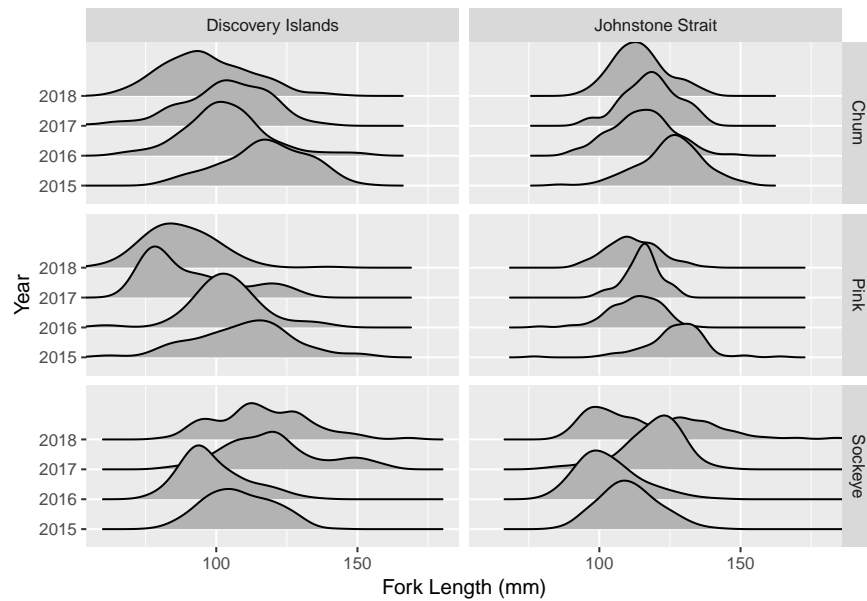 Discovery Islands
Johnstone Strait
2018
2017
2016
2015
Chum
2018
2017
2016
2015
Pink
2018
2017
2016
2015
Sockeye
Year
100
150
100
150
Fork Length (mm)